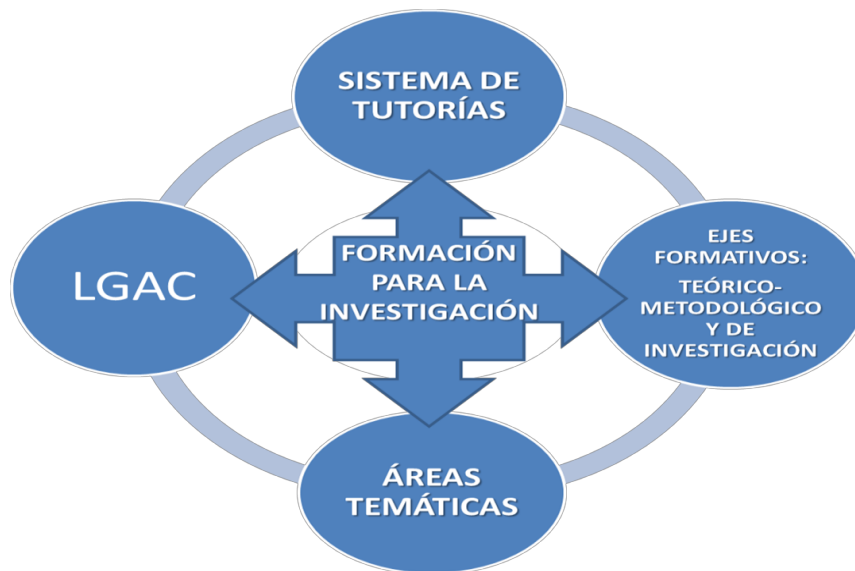 SISTEMA DE
TUTORÍAS
LGAC
FORMACIÓN
PARA LA
INVESTIGACIÓN
EJES
FORMATIVOS:
TEÓRICO-
METODOLÓGICO
Y DE
INVESTIGACIÓN
ÁREAS
TEMÁTICAS